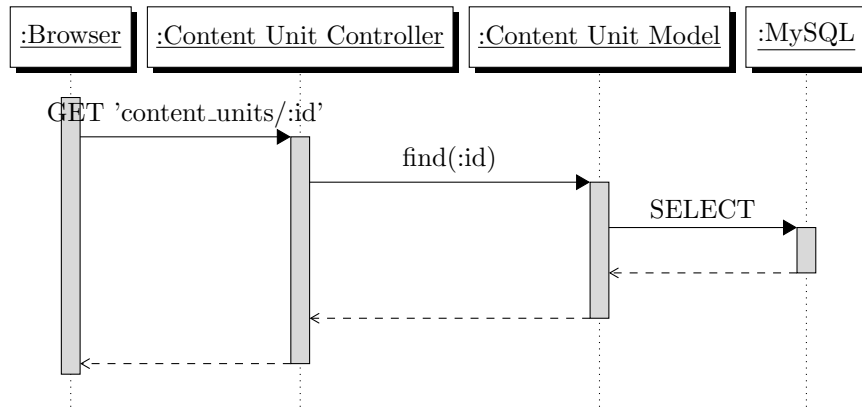 :Browser
:Content Unit Controller
:Content Unit Model
:MySQL
GET ’content_units/:id’
find(:id)
SELECT